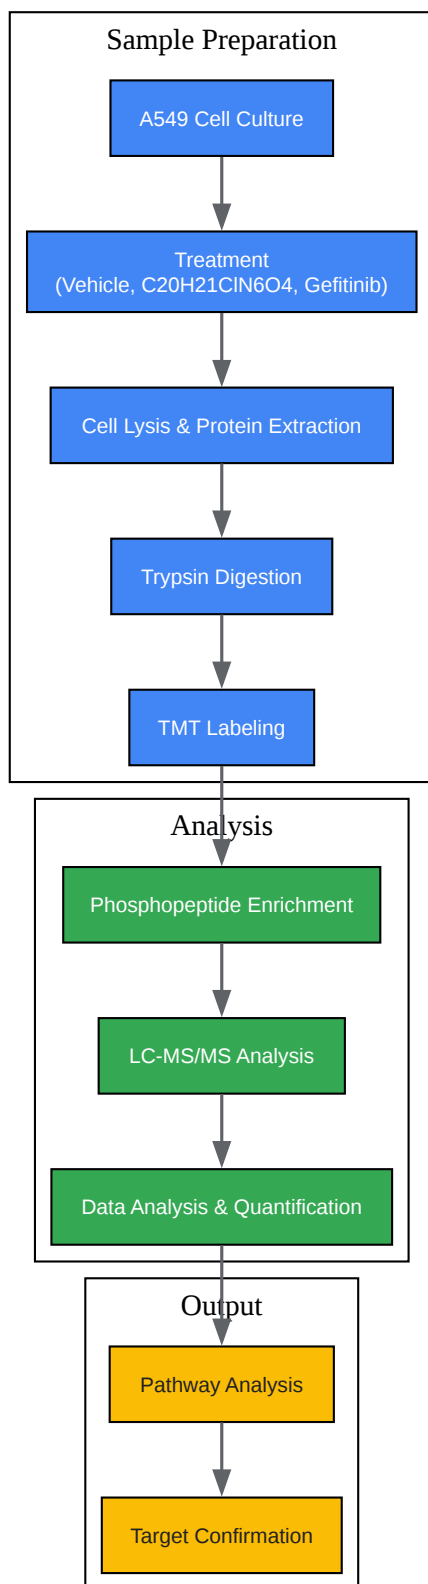 Sample Preparation
A549 Cell Culture
Treatment
(Vehicle, C20H21ClN6O4, Gefitinib)
Cell Lysis & Protein Extraction
Trypsin Digestion
TMT Labeling
Analysis
Phosphopeptide Enrichment
LC-MS/MS Analysis
Data Analysis & Quantification
Output
Pathway Analysis
Target Confirmation